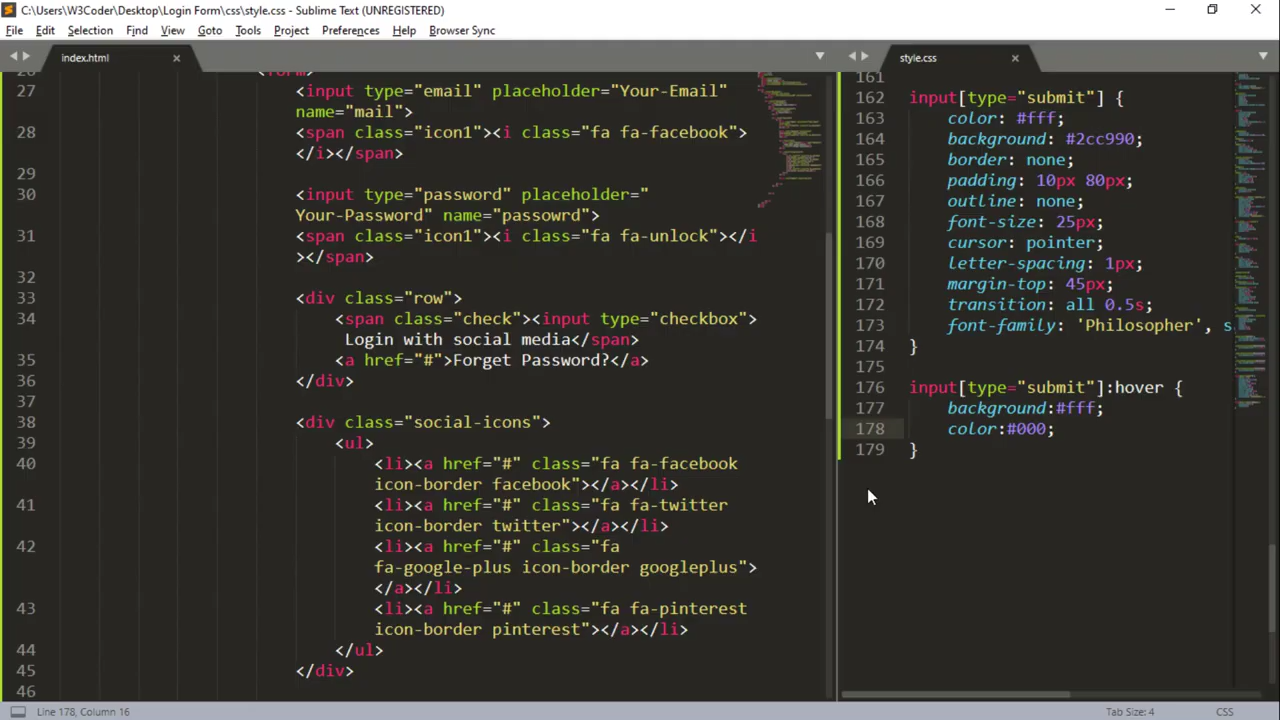 C:\Users\W3Coder\Desktop\Login Form\css\style.css - Sublime Text (UNREGISTERED)
File Edit Selection Find View Goto Tools Project Preferences Help Browser Sync
index.html
27 <input type="email" placeholder="Your-Email"
name="mail">
28 <span class="icon1"><i class="fa fa-facebook">
</i></span>
29
30 <input type="password" placeholder="
Your-Password" name="passowrd">
31 <span class="icon1"><i class="fa fa-unlock"></i
></span>
32
33 <div class="row">
34 <span class="check"><input type="checkbox">
Login with social media</span>
35 <a href="#">Forget Password?</a>
36 </div>
37
38 <div class="social-icons">
39 <ul>
40 <li><a href="#" class="fa fa-facebook
icon-border facebook"></a></li>
41 <li><a href="#" class="fa fa-twitter
icon-border twitter"></a></li>
42 <li><a href="#" class="fa
fa-google-plus icon-border googleplus">
</a></li>
43 <li><a href="#" class="fa fa-pinterest
icon-border pinterest"></a></li>
44 </ul>
45 </div>
46
style.css
161
162 input[type="submit"] {
163 color: #fff;
164 background: #2cc990;
165 border: none;
166 padding: 10px 80px;
167 outline: none;
168 font-size: 25px;
169 cursor: pointer;
170 letter-spacing: 1px;
171 margin-top: 45px;
172 transition: all 0.5s;
173 font-family: 'Philosopher', s
174 }
175
176 input[type="submit"]:hover {
177 background:#fff;
178 color:#000;
179 }
Line 178, Column 16
Tab Size: 4
CSS